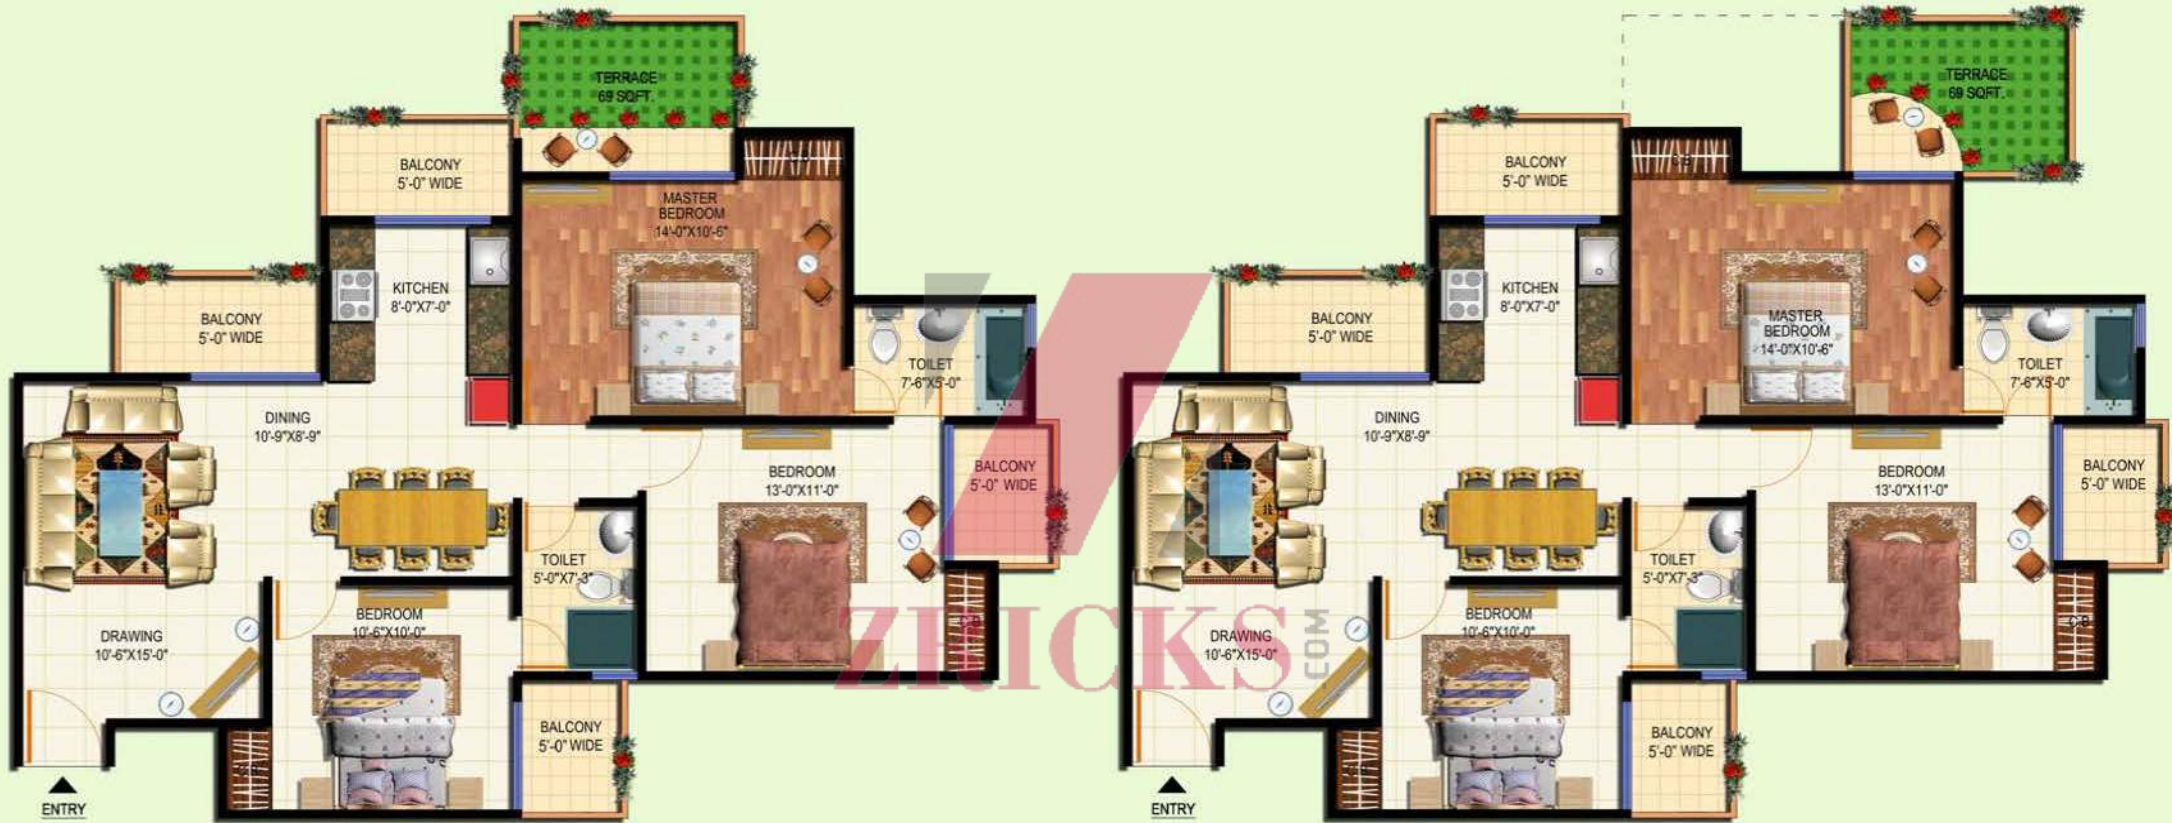 TERRACE
69 SQFT.
BALCONY
5'-0" WIDE
MASTER
BEDROOM
14'-0"X10'-6"
KITCHEN
8'-0"X7'-0"
BALCONY
5'-0" WIDE
TOILET
7'-6"X5'-0"
DINING
10'-9"X8'-9"
BEDROOM
13'-0"X11'-0"
BALCONY
5'-0" WIDE
TOILET
5'-0"X7'-3"
BEDROOM
10'-6"X10'-0"
DRAWING
10'-6"X15'-0"
BALCONY
5'-0" WIDE
ENTRY
TERRACE
69 SQFT.
BALCONY
5'-0" WIDE
C.B
KITCHEN
8'-0"X7'-0"
BALCONY
5'-0" WIDE
MASTER
BEDROOM
14'-0"X10'-6"
TOILET
7'-6"X5'-0"
DINING
10'-9"X8'-9"
BEDROOM
13'-0"X11'-0"
BALCONY
5'-0" WIDE
TOILET
5'-0"X7'-3"
BEDROOM
10'-6"X10'-0"
C.B
DRAWING
10'-6"X15'-0"
BALCONY
5'-0" WIDE
ENTRY
ZRICKS
.COM